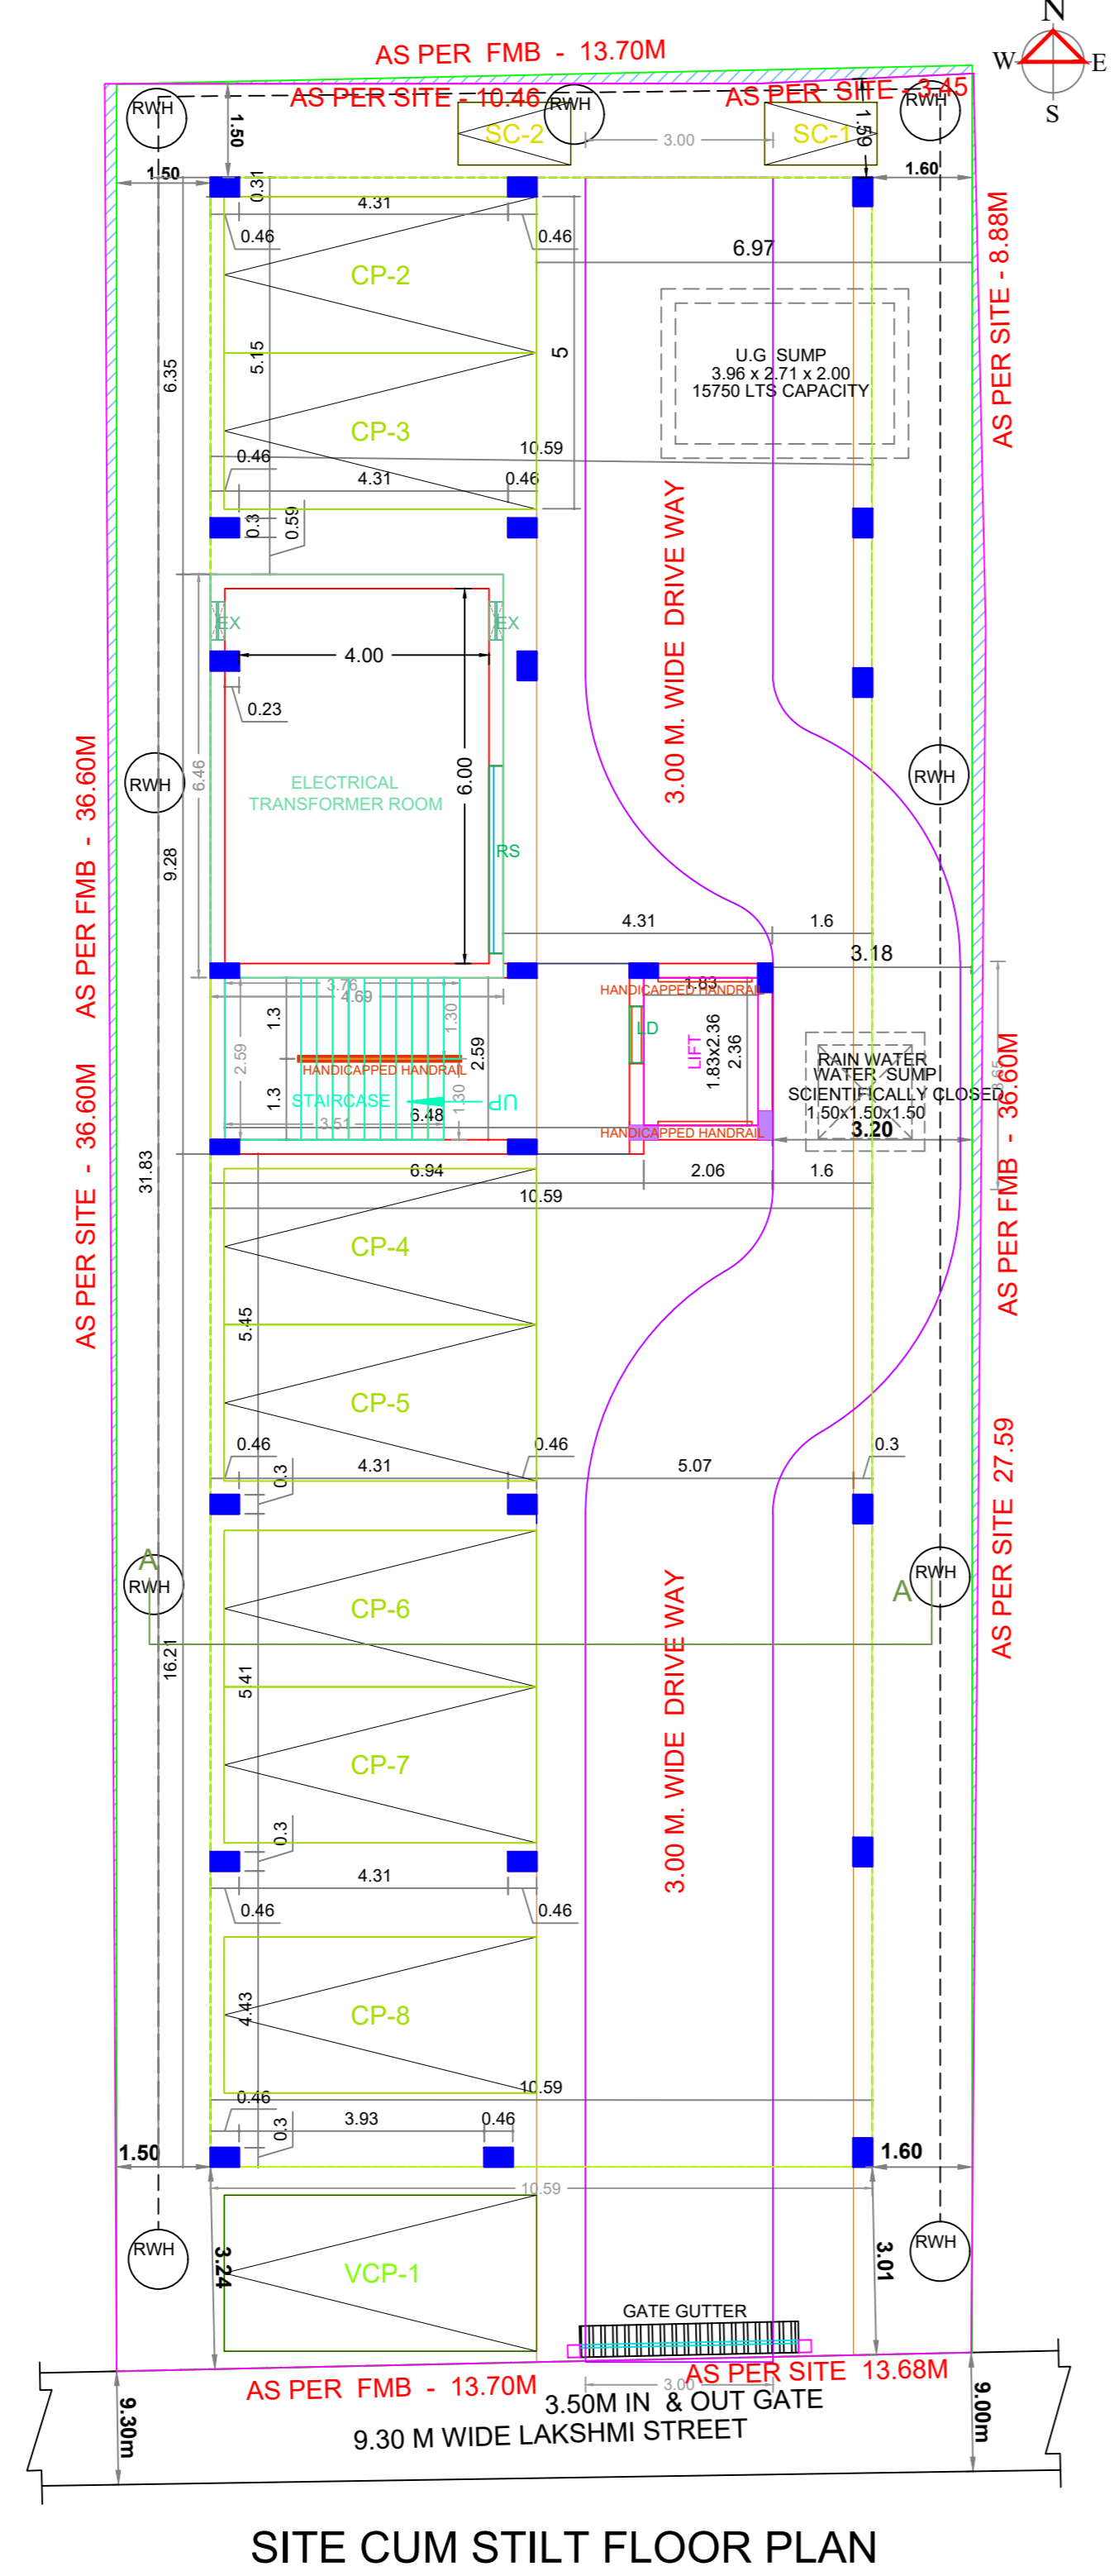 N
W
E
S
AS PER FMB - 13.70M
AS PER SITE - 10.46
AS PER SITE - 3.45
RWH
RWH
RWH
SC-2
SC-1
1.50
3.00
1.59
1.50
1.60
0.31
4.31
0.46
0.46
6.97
AS PER SITE - 8.88M
CP-2
U.G SUMP
3.96 x 2.71 x 2.00
15750 LTS CAPACITY
6.35
5.15
5
CP-3
10.59
0.46
4.31
0.46
0.3
0.59
3.00 M. WIDE DRIVE WAY
EX
EX
4.00
0.23
RWH
RWH
6.46
ELECTRICAL
TRANSFORMER ROOM
6.00
AS PER FMB - 36.60M
RS
9.28
4.31
1.6
3.18
3.76
4.69
1.83
HANDICAPPED HANDRAIL
1.3
1.30
LD
LIFT
1.83x2.36
2.36
2.59
2.59
HANDICAPPED HANDRAIL
RAIN WATER
WATER SUMP
SCIENTIFICALLY CLOSED
1.50x1.50x1.50
3.65
STAIRCASE
UP
1.3
1.30
3.51
6.48
HANDICAPPED HANDRAIL
3.20
AS PER FMB - 36.60M
AS PER SITE - 36.60M
31.83
6.94
2.06
1.6
10.59
CP-4
5.45
CP-5
0.46
4.31
0.46
5.07
0.3
0.3
AS PER SITE 27.59
A
RWH
RWH
A
CP-6
3.00 M. WIDE DRIVE WAY
16.21
5.41
CP-7
0.3
4.31
0.46
0.46
CP-8
4.43
10.59
0.46
3.93
0.46
0.3
1.50
1.60
10.59
RWH
RWH
3.24
3.01
VCP-1
GATE GUTTER
AS PER FMB - 13.70M
AS PER SITE 13.68M
3.00
3.50M IN & OUT GATE
9.30m
9.00m
9.30 M WIDE LAKSHMI STREET
SITE CUM STILT FLOOR PLAN